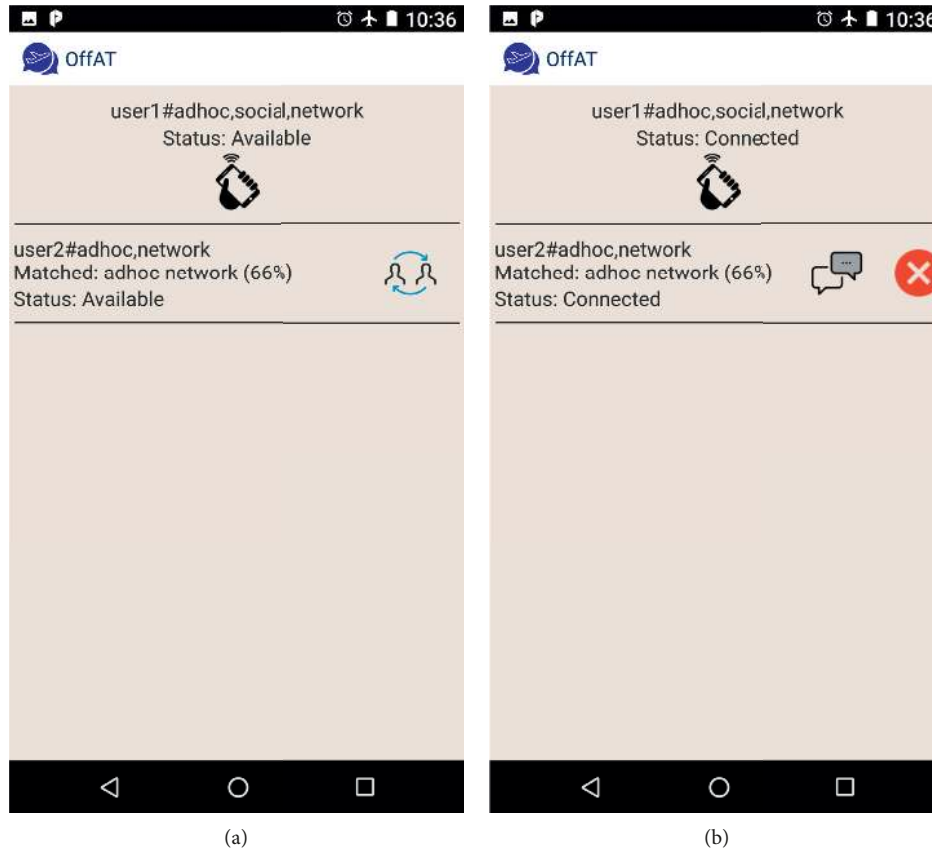 10:36
OffAT
user1#adhoc,social,network
Status: Available
user2#adhoc,network
Matched: adhoc network (66%)
Status: Available
(a)
10:36
OffAT
user1#adhoc,social,network
Status: Connected
user2#adhoc,network
Matched: adhoc network (66%)
Status: Connected
(b)